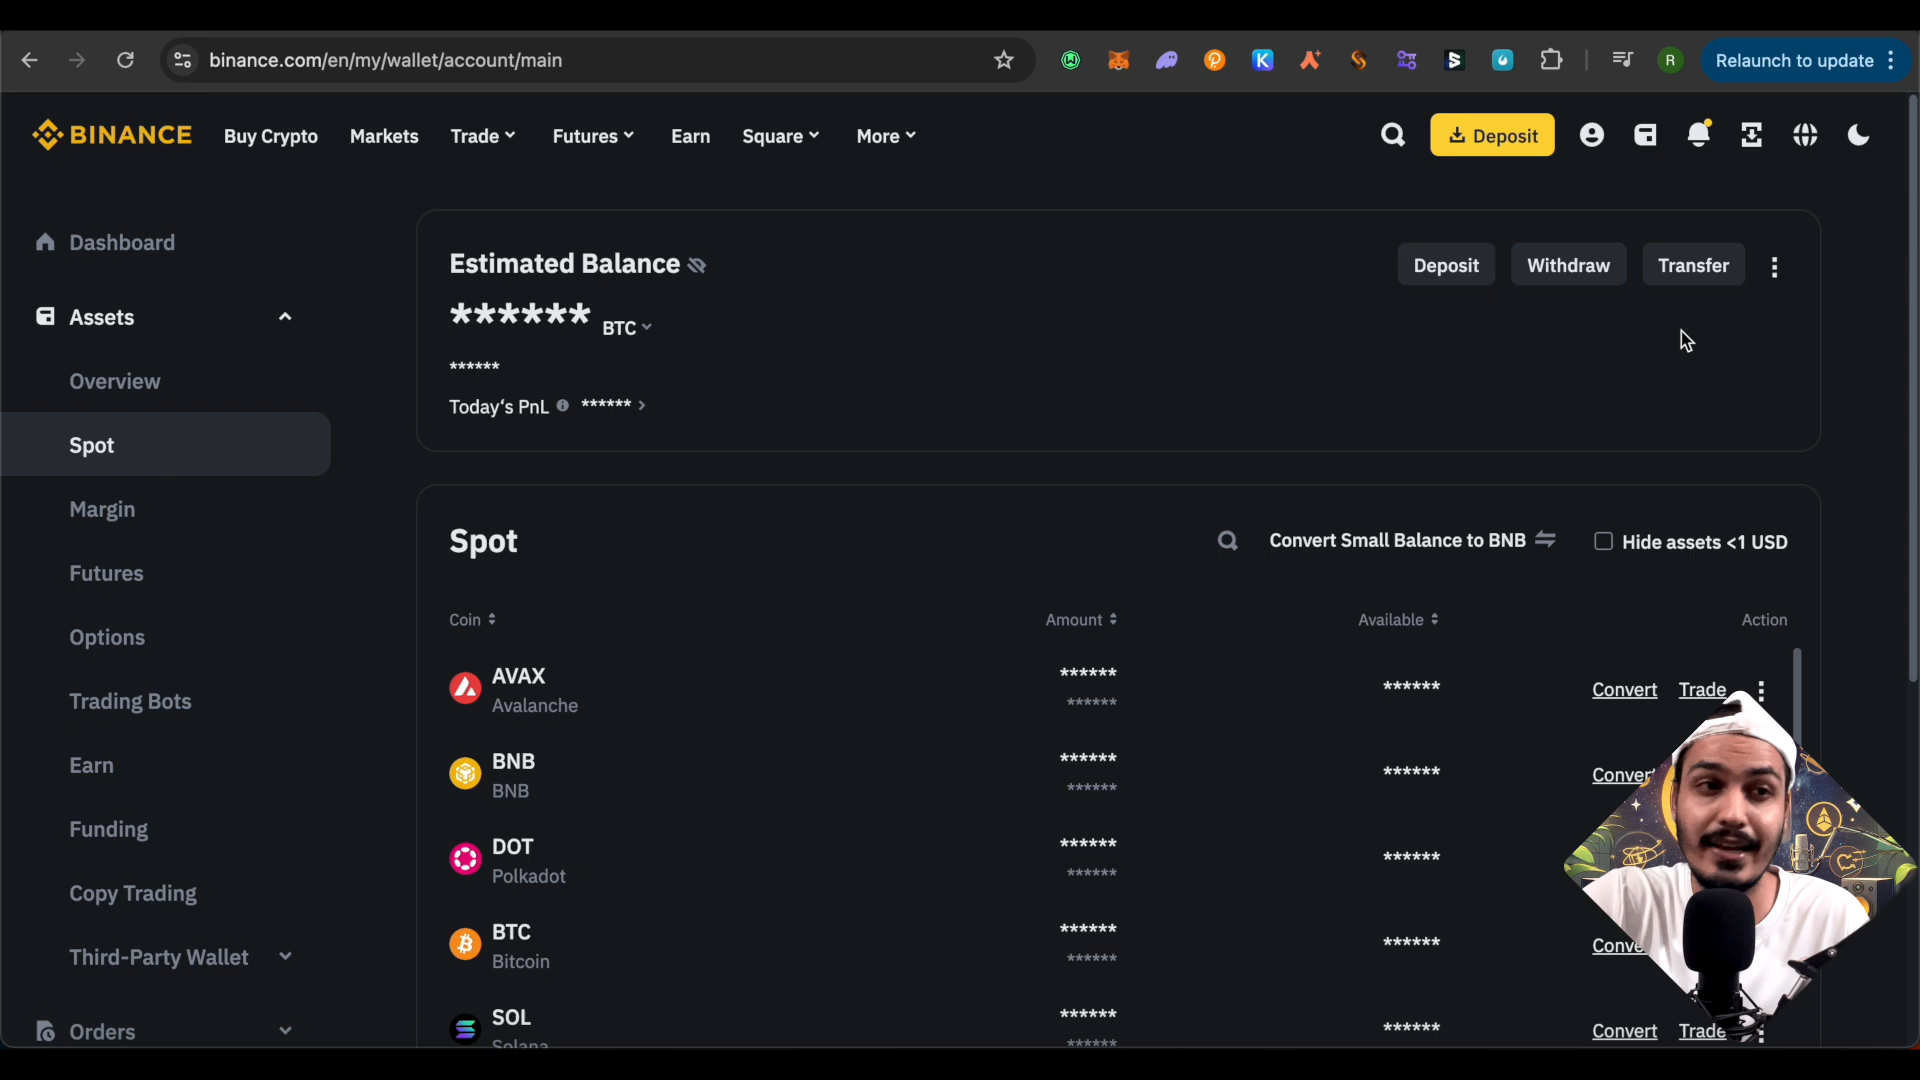 binance.com/en/my/wallet/account/main
R
Relaunch to update
BINANCE
Buy Crypto
Markets
Trade
Futures
Earn
Square
More
Deposit
Dashboard
Assets
Overview
Spot
Margin
Futures
Options
Trading Bots
Earn
Funding
Copy Trading
Third-Party Wallet
Orders
Estimated Balance
Deposit
Withdraw
Transfer
****** BTC
******
Today's PnL ******
Spot
Convert Small Balance to BNB
Hide assets <1 USD
Coin
Amount
Available
Action
AVAX
Avalanche
******
******
******
Convert
Trade
BNB
BNB
******
******
******
Conver
DOT
Polkadot
******
******
******
BTC
Bitcoin
******
******
******
Conve
SOL
Solana
******
******
******
Convert
Trade